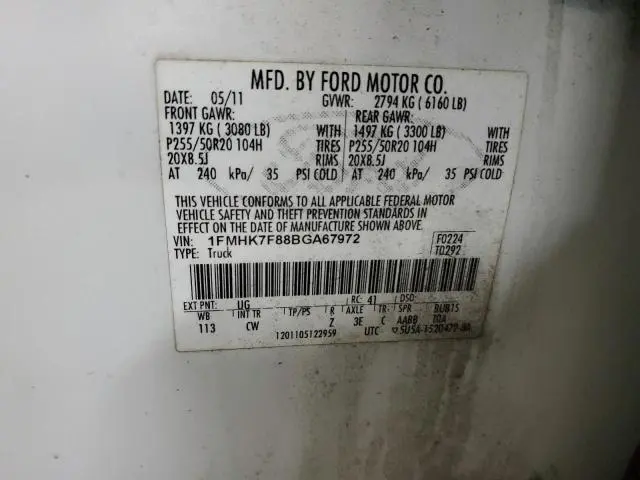 MFD. BY FORD MOTOR CO.
DATE: 05/11 GVWR: 2794 KG ( 6160 LB)
FRONT GAWR: REAR GAWR:
1397 KG ( 3080 LB) WITH 1497 KG ( 3300 LB) WITH
P255/50R20 104H TIRES P255/50R20 104H TIRES
20X8.5J RIMS 20X8.5J RIMS
AT 240 kPa/ 35 PSI COLD AT 240 kPa/ 35 PSI COLD
THIS VEHICLE CONFORMS TO ALL APPLICABLE FEDERAL MOTOR
VEHICLE SAFETY AND THEFT PREVENTION STANDARDS IN
EFFECT ON THE DATE OF MANUFACTURE SHOWN ABOVE.
VIN: 1FMHK7F88BGA67972 F0224
TYPE: Truck T0292
EXT PNT: UG RC: 41 DSO:
WB INT TR TP/PS R AXLE TR SPR BUB15
113 CW Z 3E C AABB
1201105122959 UTC